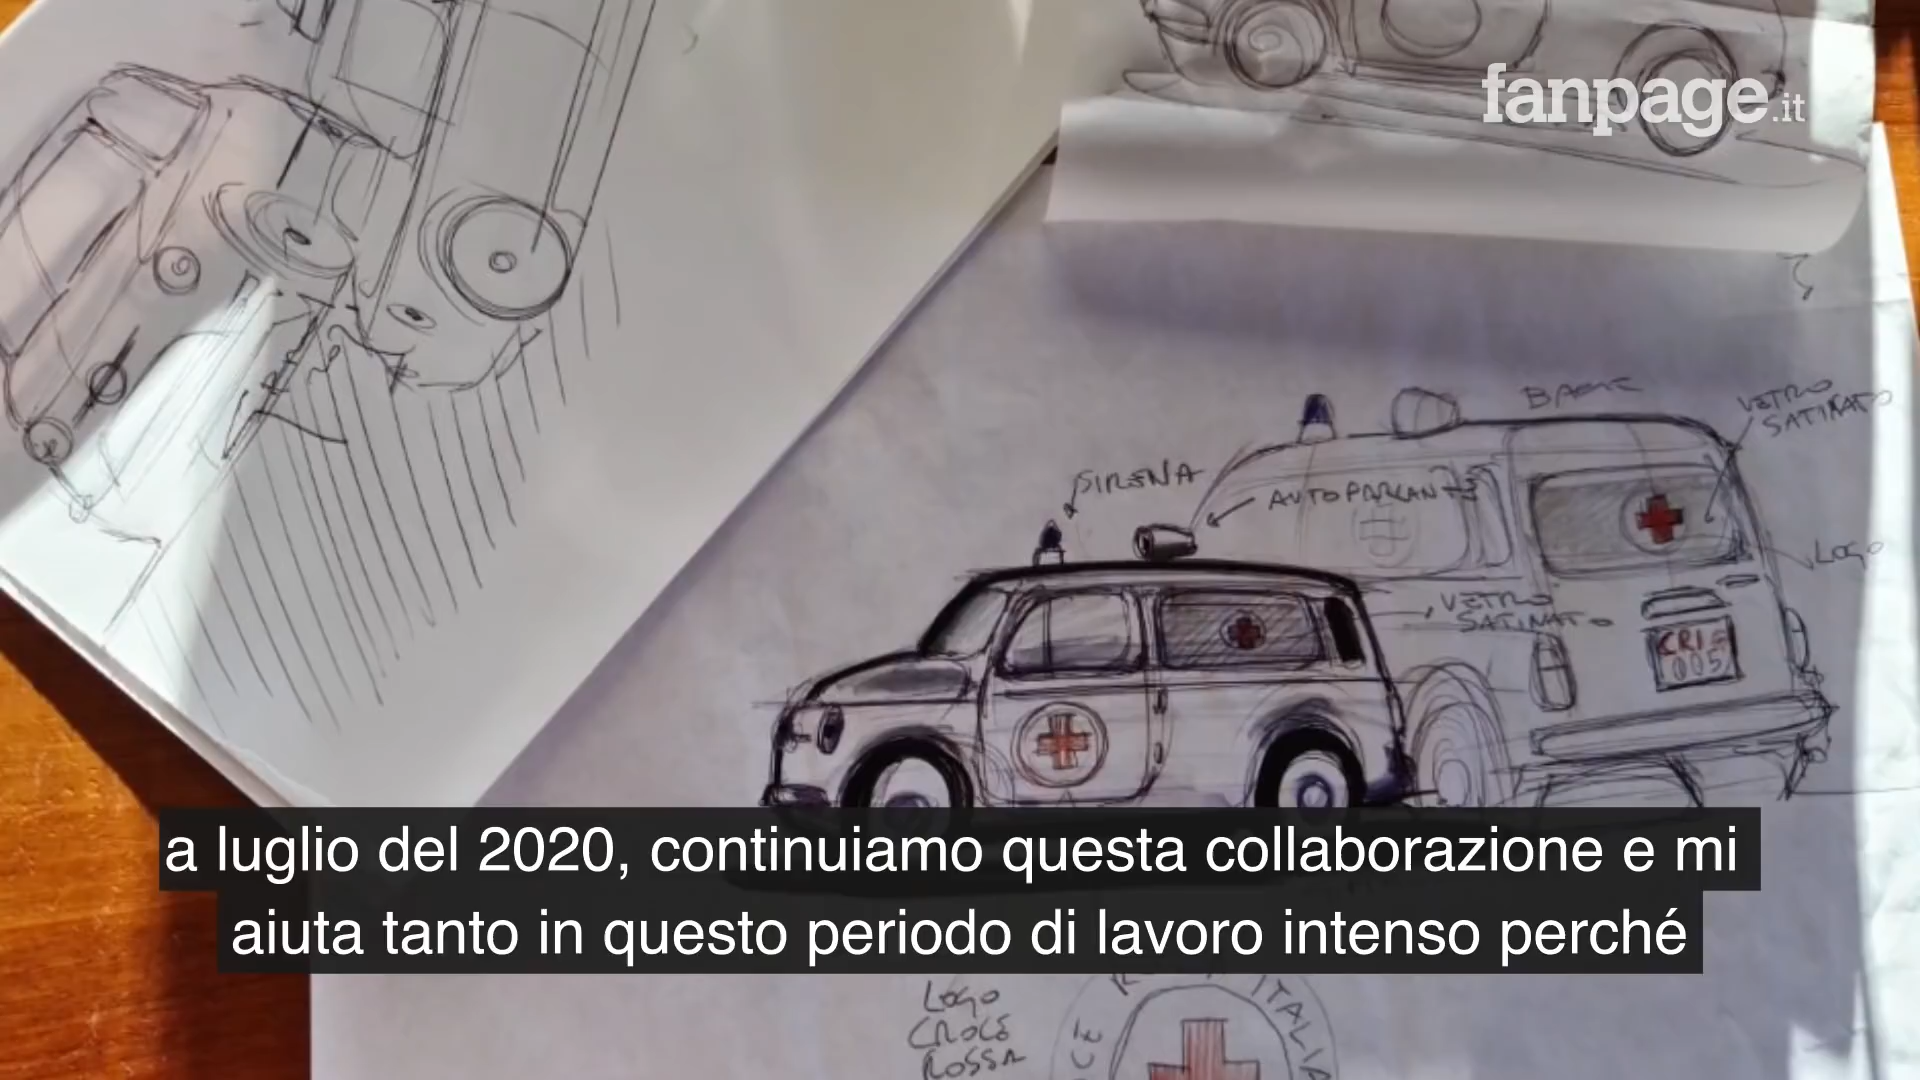 fanpage.it
VETRO
SATINATO
SIRENA
AUTOPARLANTE
LOGO
VETRO
SATINATO
CRI
005
a luglio del 2020, continuiamo questa collaborazione e mi
aiuta tanto in questo periodo di lavoro intenso perché
LOGO
CROCE
ROSSA
ITALIA